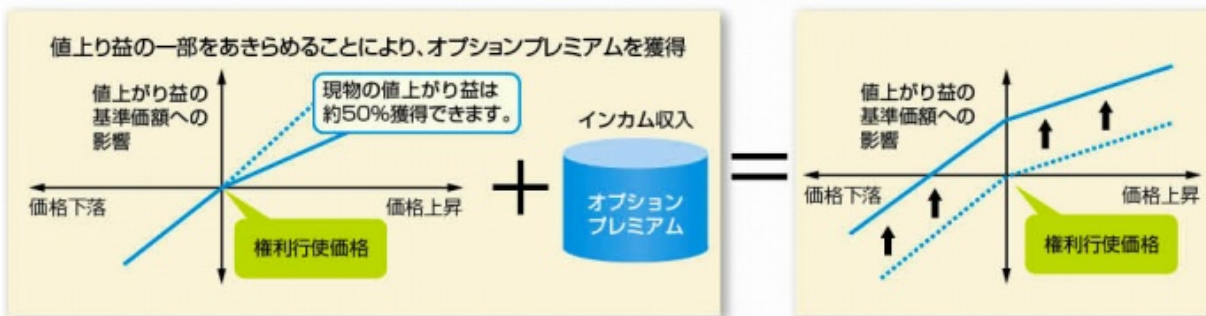 値上り益の一部をあきらめることにより、オプションプレミアムを獲得
値上がり益の
基準価額への
影響
現物の値上がり益は
約50%獲得できます。
価格下落
価格上昇
権利行使価格
+
インカム収入
オプション
プレミアム
=
値上がり益の
基準価額への
影響
価格下落
価格上昇
権利行使価格